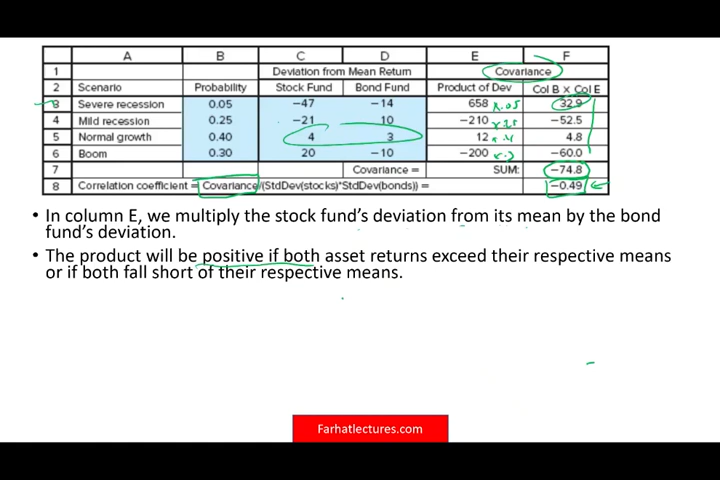 A B C D E F
1 Deviation from Mean Return Covariance
2 Scenario Probability Stock Fund Bond Fund Product of Dev Col B × Col E
3 Severe recession 0.05 −47 −14 658 x.05 32.9
4 Mild recession 0.25 −21 10 −210 x.25 −52.5
5 Normal growth 0.40 4 3 12 x.4 4.8
6 Boom 0.30 20 −10 −200 x.3 −60.0
7 Covariance = SUM: −74.8
8 Correlation coefficient = Covariance/(StdDev(stocks)*StdDev(bonds)) = −0.49
• In column E, we multiply the stock fund’s deviation from its mean by the bond
fund’s deviation.
• The product will be positive if both asset returns exceed their respective means
or if both fall short of their respective means.
Farhatlectures.com